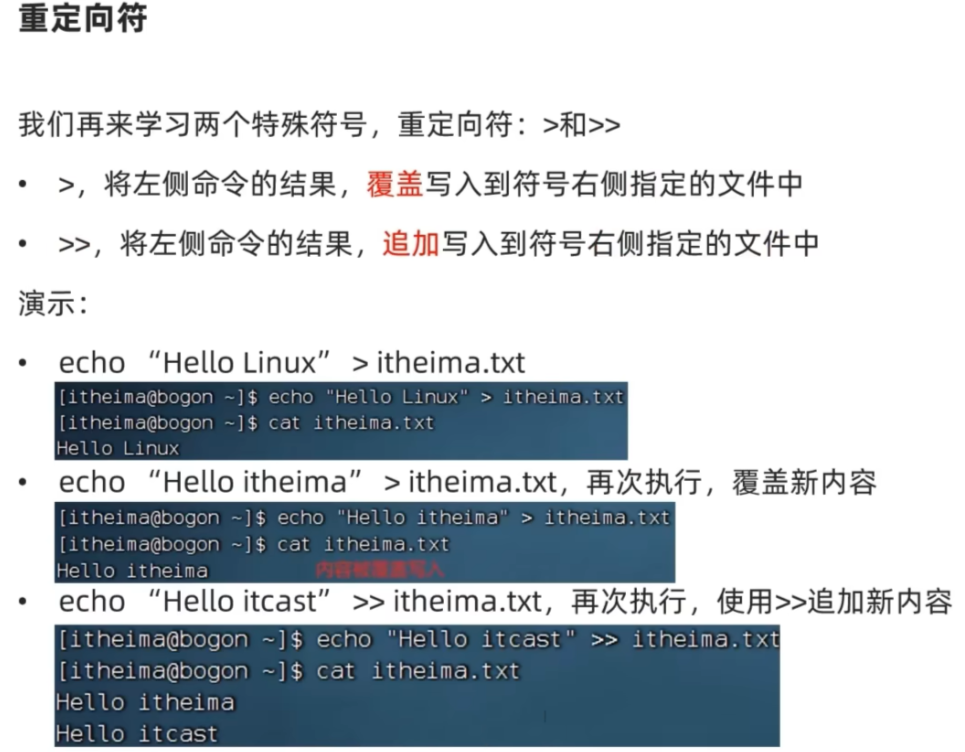 重定向符
我们再来学习两个特殊符号，重定向符：>和>>
• >，将左侧命令的结果，覆盖写入到符号右侧指定的文件中
• >>，将左侧命令的结果，追加写入到符号右侧指定的文件中
演示：
• echo “Hello Linux” > itheima.txt
[itheima@bogon ~]$ echo "Hello Linux" > itheima.txt
[itheima@bogon ~]$ cat itheima.txt
Hello Linux
• echo “Hello itheima” > itheima.txt，再次执行，覆盖新内容
[itheima@bogon ~]$ echo "Hello itheima" > itheima.txt
[itheima@bogon ~]$ cat itheima.txt
Hello itheima 内容被覆盖写入
• echo “Hello itcast” >> itheima.txt，再次执行，使用>>追加新内容
[itheima@bogon ~]$ echo "Hello itcast" >> itheima.txt
[itheima@bogon ~]$ cat itheima.txt
Hello itheima
Hello itcast